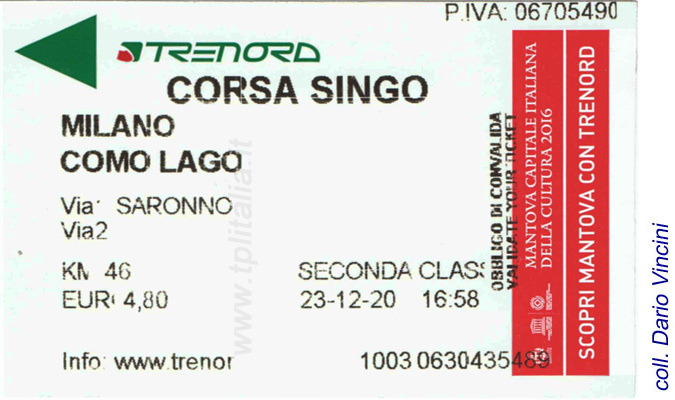 P.IVA: 06705490
TRENORD
CORSA SINGO
MILANO
COMO LAGO
Via1 SARONNO
Via2
KM 46
SECONDA CLASS
EUR 4,80
23-12-20 16:58
Info: www.trenor
1003 0630435489
OBBLIGO DI CONVALIDA
VALIDATE YOUR TICKET
MANTOVA CAPITALE ITALIANA
DELLA CULTURA 2016
SCOPRI MANTOVA CON TRENORD
www.tplitalia.it
coll. Dario Vincini